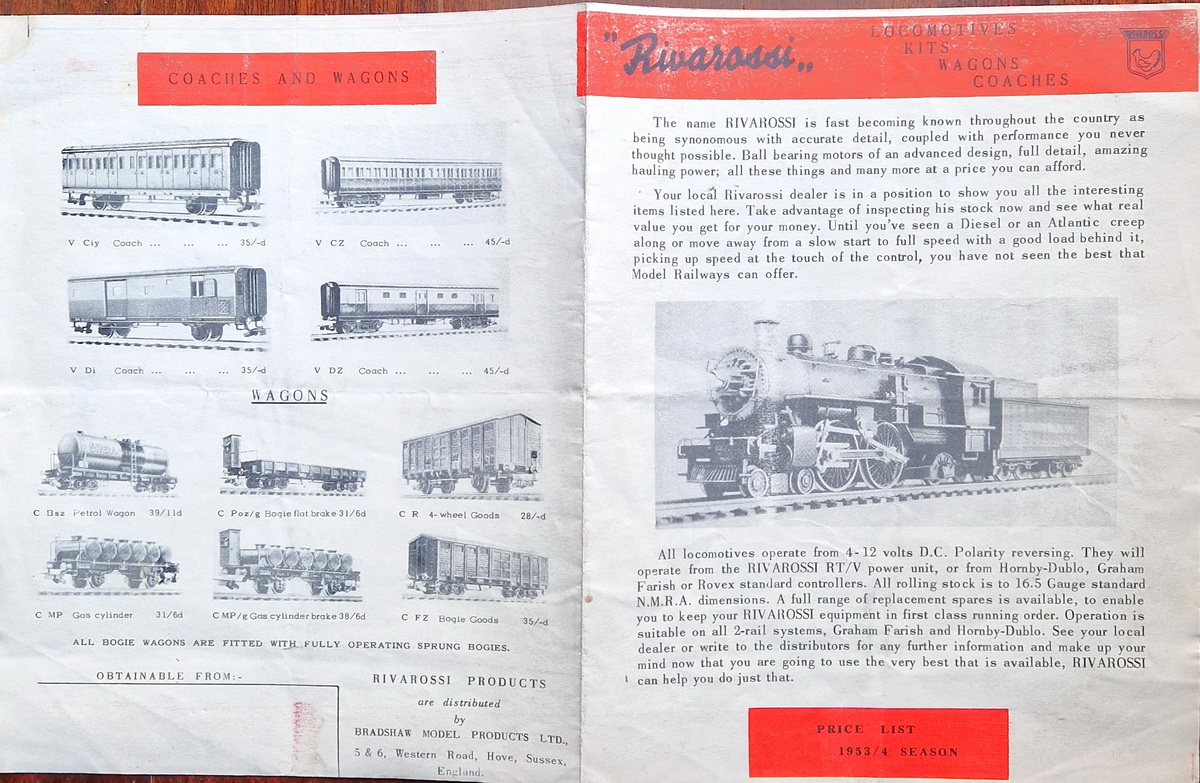 COACHES AND WAGONS
V Ciy Coach ... ... ... 35/-d
V CZ Coach ... ... ... 45/-d
V Di Coach ... ... ... 35/-d
V DZ Coach ... ... ... 45/-d
WAGONS
C Bsz Petrol Wagon 39/11d
C Poz/g Bogie flat brake 31/6d
C R 4-wheel Goods 28/-d
C MP Gas cylinder 31/6d
C MP/g Gas cylinder brake 38/6d
C FZ Bogie Goods 35/-d
ALL BOGIE WAGONS ARE FITTED WITH FULLY OPERATING SPRUNG BOGIES.
OBTAINABLE FROM:-
RIVAROSSI PRODUCTS
are distributed
by
BRADSHAW MODEL PRODUCTS LTD.,
5 & 6, Western Road, Hove, Sussex,
England.
"Rivarossi„
LOCOMOTIVES
KITS
WAGONS
COACHES
RIVAROSSI
The name RIVAROSSI is fast becoming known throughout the country as
being synonomous with accurate detail, coupled with performance you never
thought possible. Ball bearing motors of an advanced design, full detail, amazing
hauling power; all these things and many more at a price you can afford.
Your local Rivarossi dealer is in a position to show you all the interesting
items listed here. Take advantage of inspecting his stock now and see what real
value you get for your money. Until you've seen a Diesel or an Atlantic creep
along or move away from a slow start to full speed with a good load behind it,
picking up speed at the touch of the control, you have not seen the best that
Model Railways can offer.
All locomotives operate from 4-12 volts D.C. Polarity reversing. They will
operate from the RIVAROSSI RT/V power unit, or from Hornby-Dublo, Graham
Farish or Rovex standard controllers. All rolling stock is to 16.5 Gauge standard
N.M.R.A. dimensions. A full range of replacement spares is available, to enable
you to keep your RIVAROSSI equipment in first class running order. Operation is
suitable on all 2-rail systems, Graham Farish and Hornby-Dublo. See your local
dealer or write to the distributors for any further information and make up your
mind now that you are going to use the very best that is available, RIVAROSSI
can help you do just that.
PRICE LIST
1953/4 SEASON